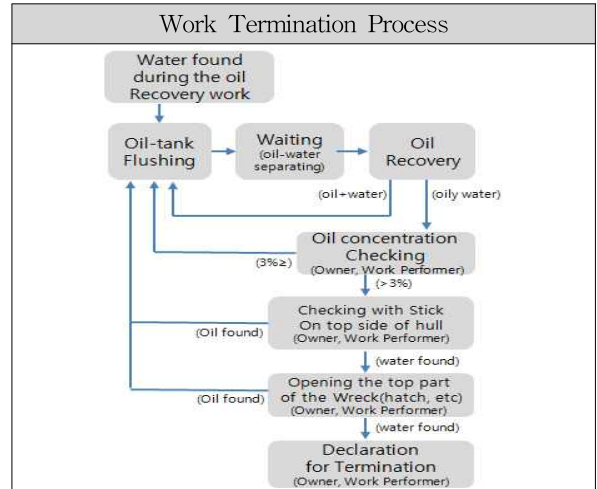 Work Termination Process
Water found
during the oil
Recovery work
Oil-tank
Flushing
Waiting
(oil-water
separating)
Oil
Recovery
(oil+water)
(oily water)
Oil concentration
Checking
(Owner, Work Performer)
(3%≥)
(>3%)
Checking with Stick
On top side of hull
(Owner, Work Performer)
(Oil found)
(water found)
Opening the top part
of the Wreck(hatch, etc)
(Owner, Work Performer)
(Oil found)
(water found)
Declaration
for Termination
(Owner, Work Performer)